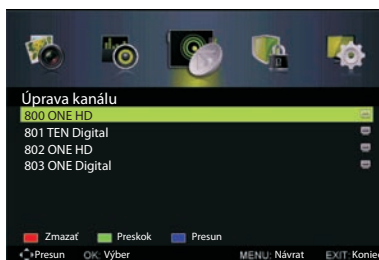 Úprava kanálu
800 ONE HD
801 TEN Digital
802 ONE HD
803 ONE Digital
Zmazať Preskok Presun
Presun OK: Výber MENU: Návrat EXIT: Koniec